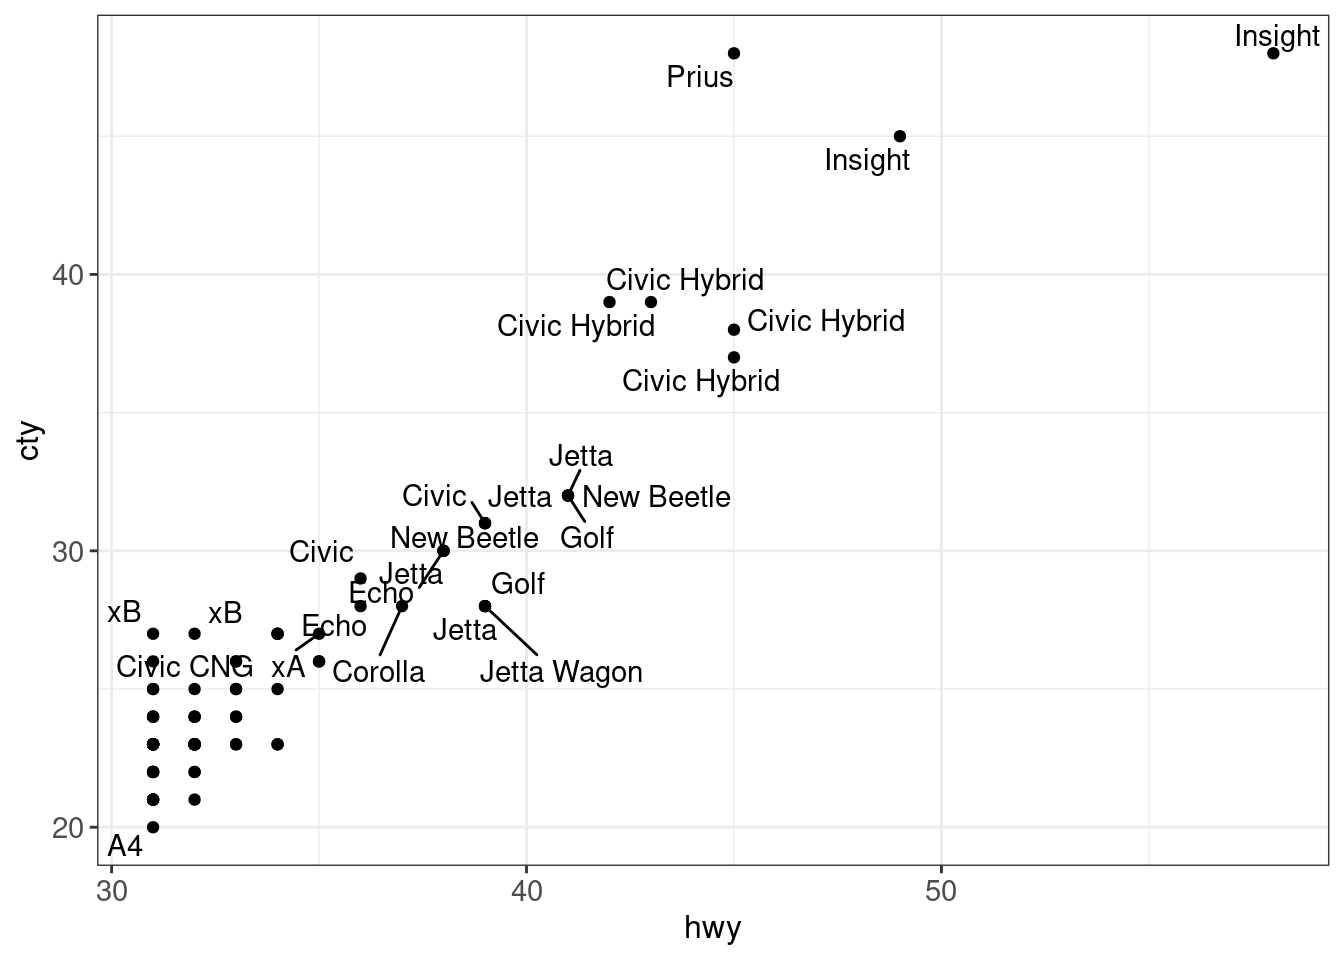 Insight
Prius
Insight
40
Civic Hybrid
Civic Hybrid
Civic Hybrid
Civic Hybrid
cty
Jetta
Civic
Jetta
New Beetle
New Beetle
Golf
30
Civic
Jetta
Golf
Echo
xB
xB
Echo
Jetta
Civic CNG
xA
Corolla
Jetta Wagon
20
A4
30
40
50
hwy